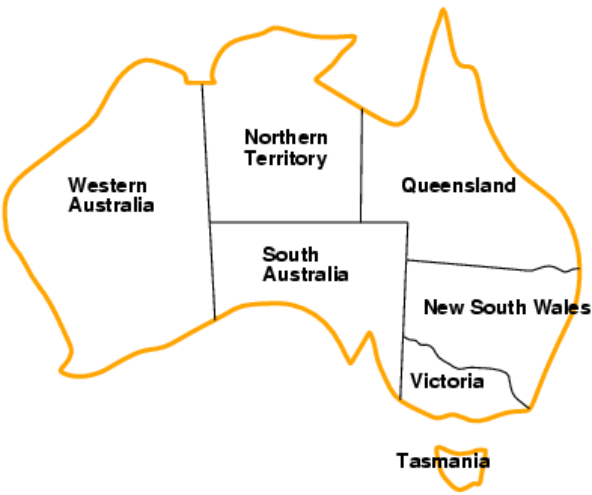 Northern
Territory
Western
Australia
Queensland
South
Australia
New South Wales
Victoria
Tasmania